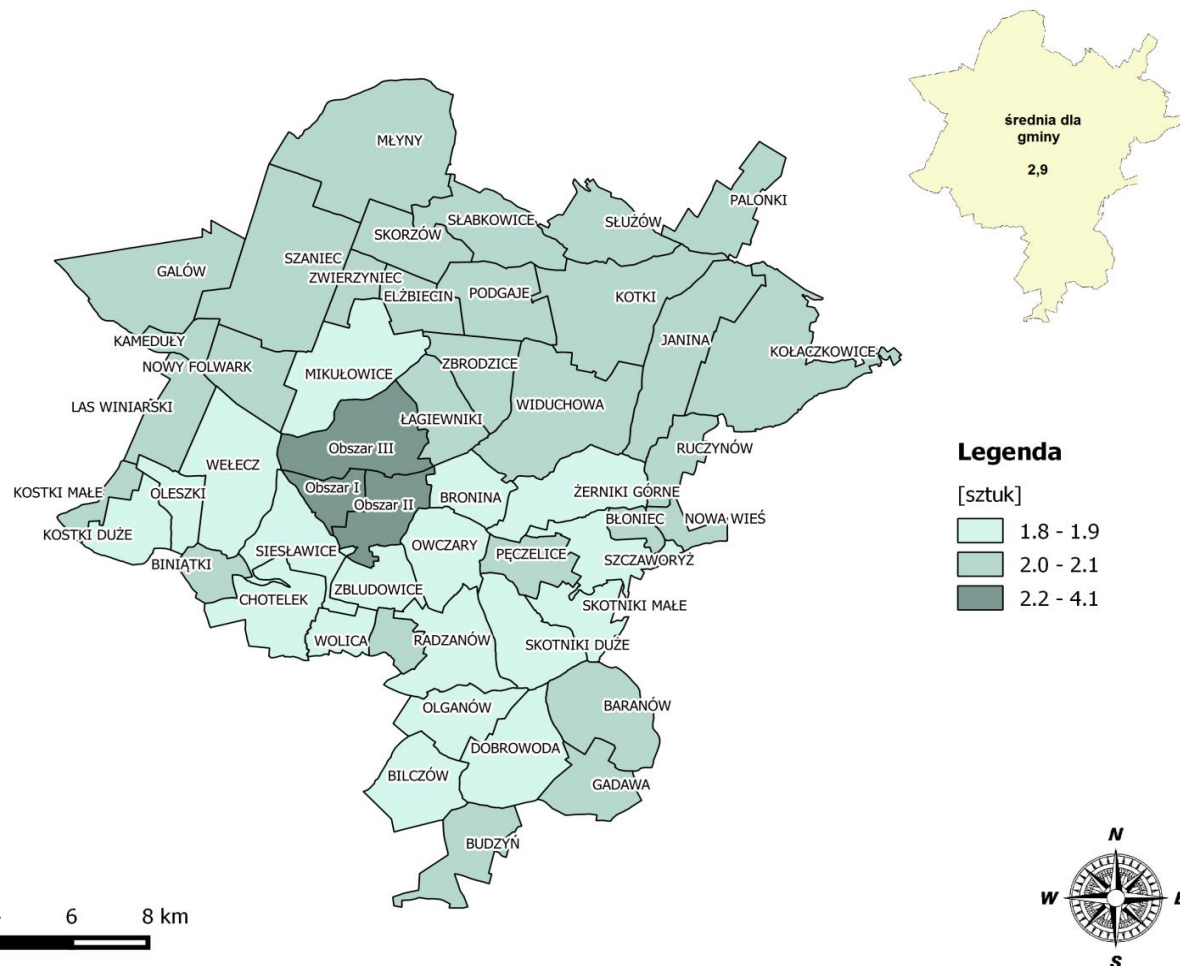 średnia dla
gminy
2,9
MŁYNY
PALONKI
SŁABKOWICE
SŁUŻÓW
SKORZÓW
SZANIEC
GALÓW
ZWIERZYNIEC
ELŻBIECIN
PODGAJE
KOTKI
KAMEDUŁY
JANINA
KOŁACZKOWICE
NOWY FOLWARK
MIKUŁOWICE
ZBRODZICE
LAS WINIARSKI
WIDUCHOWA
ŁAGIEWNIKI
Obszar III
RUCZYNÓW
WEŁECZ
Legenda
[sztuk]
1.8 - 1.9
2.0 - 2.1
2.2 - 4.1
KOSTKI MAŁE
OLESZKI
Obszar I
Obszar II
BRONINA
ŻERNIKI GÓRNE
KOSTKI DUŻE
BŁONIEC
NOWA WIEŚ
SIESŁAWICE
OWCZARY
PĘCZELICE
SZCZAWORYŻ
BINIĄTKI
CHOTELEK
ZBLUDOWICE
SKOTNIKI MAŁE
WOLICA
RADZANÓW
SKOTNIKI DUŻE
OLGANÓW
BARANÓW
DOBROWODA
BILCZÓW
GADAWA
BUDZYŃ
N
W
E
S
6 8 km